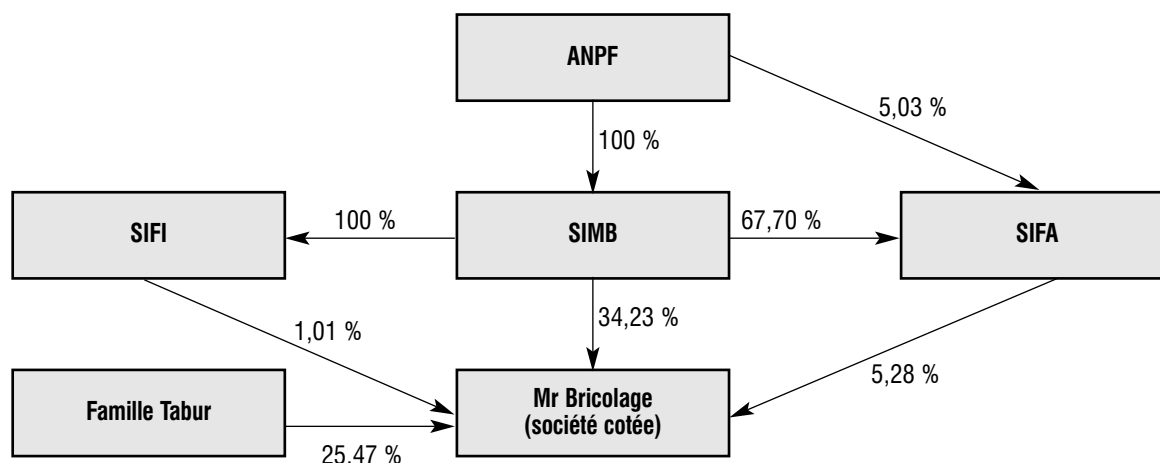 ANPF
5,03 %
100 %
SIFI
100 %
SIMB
67,70 %
SIFA
1,01 %
34,23 %
5,28 %
Famille Tabur
Mr Bricolage
(société cotée)
25,47 %